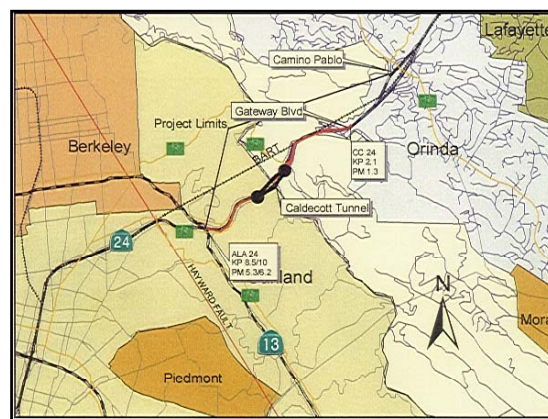 Lafayette
Camino Pablo
Gateway Blvd
Project Limits
Berkeley
BART
Orinda
CC 24
KP 2.1
PM 1.3
Caldecott Tunnel
24
ALA 24
KP 8.5/10
PM 5.3/6.2
land
HAYWARD FAULT
N
13
Mora
Piedmont